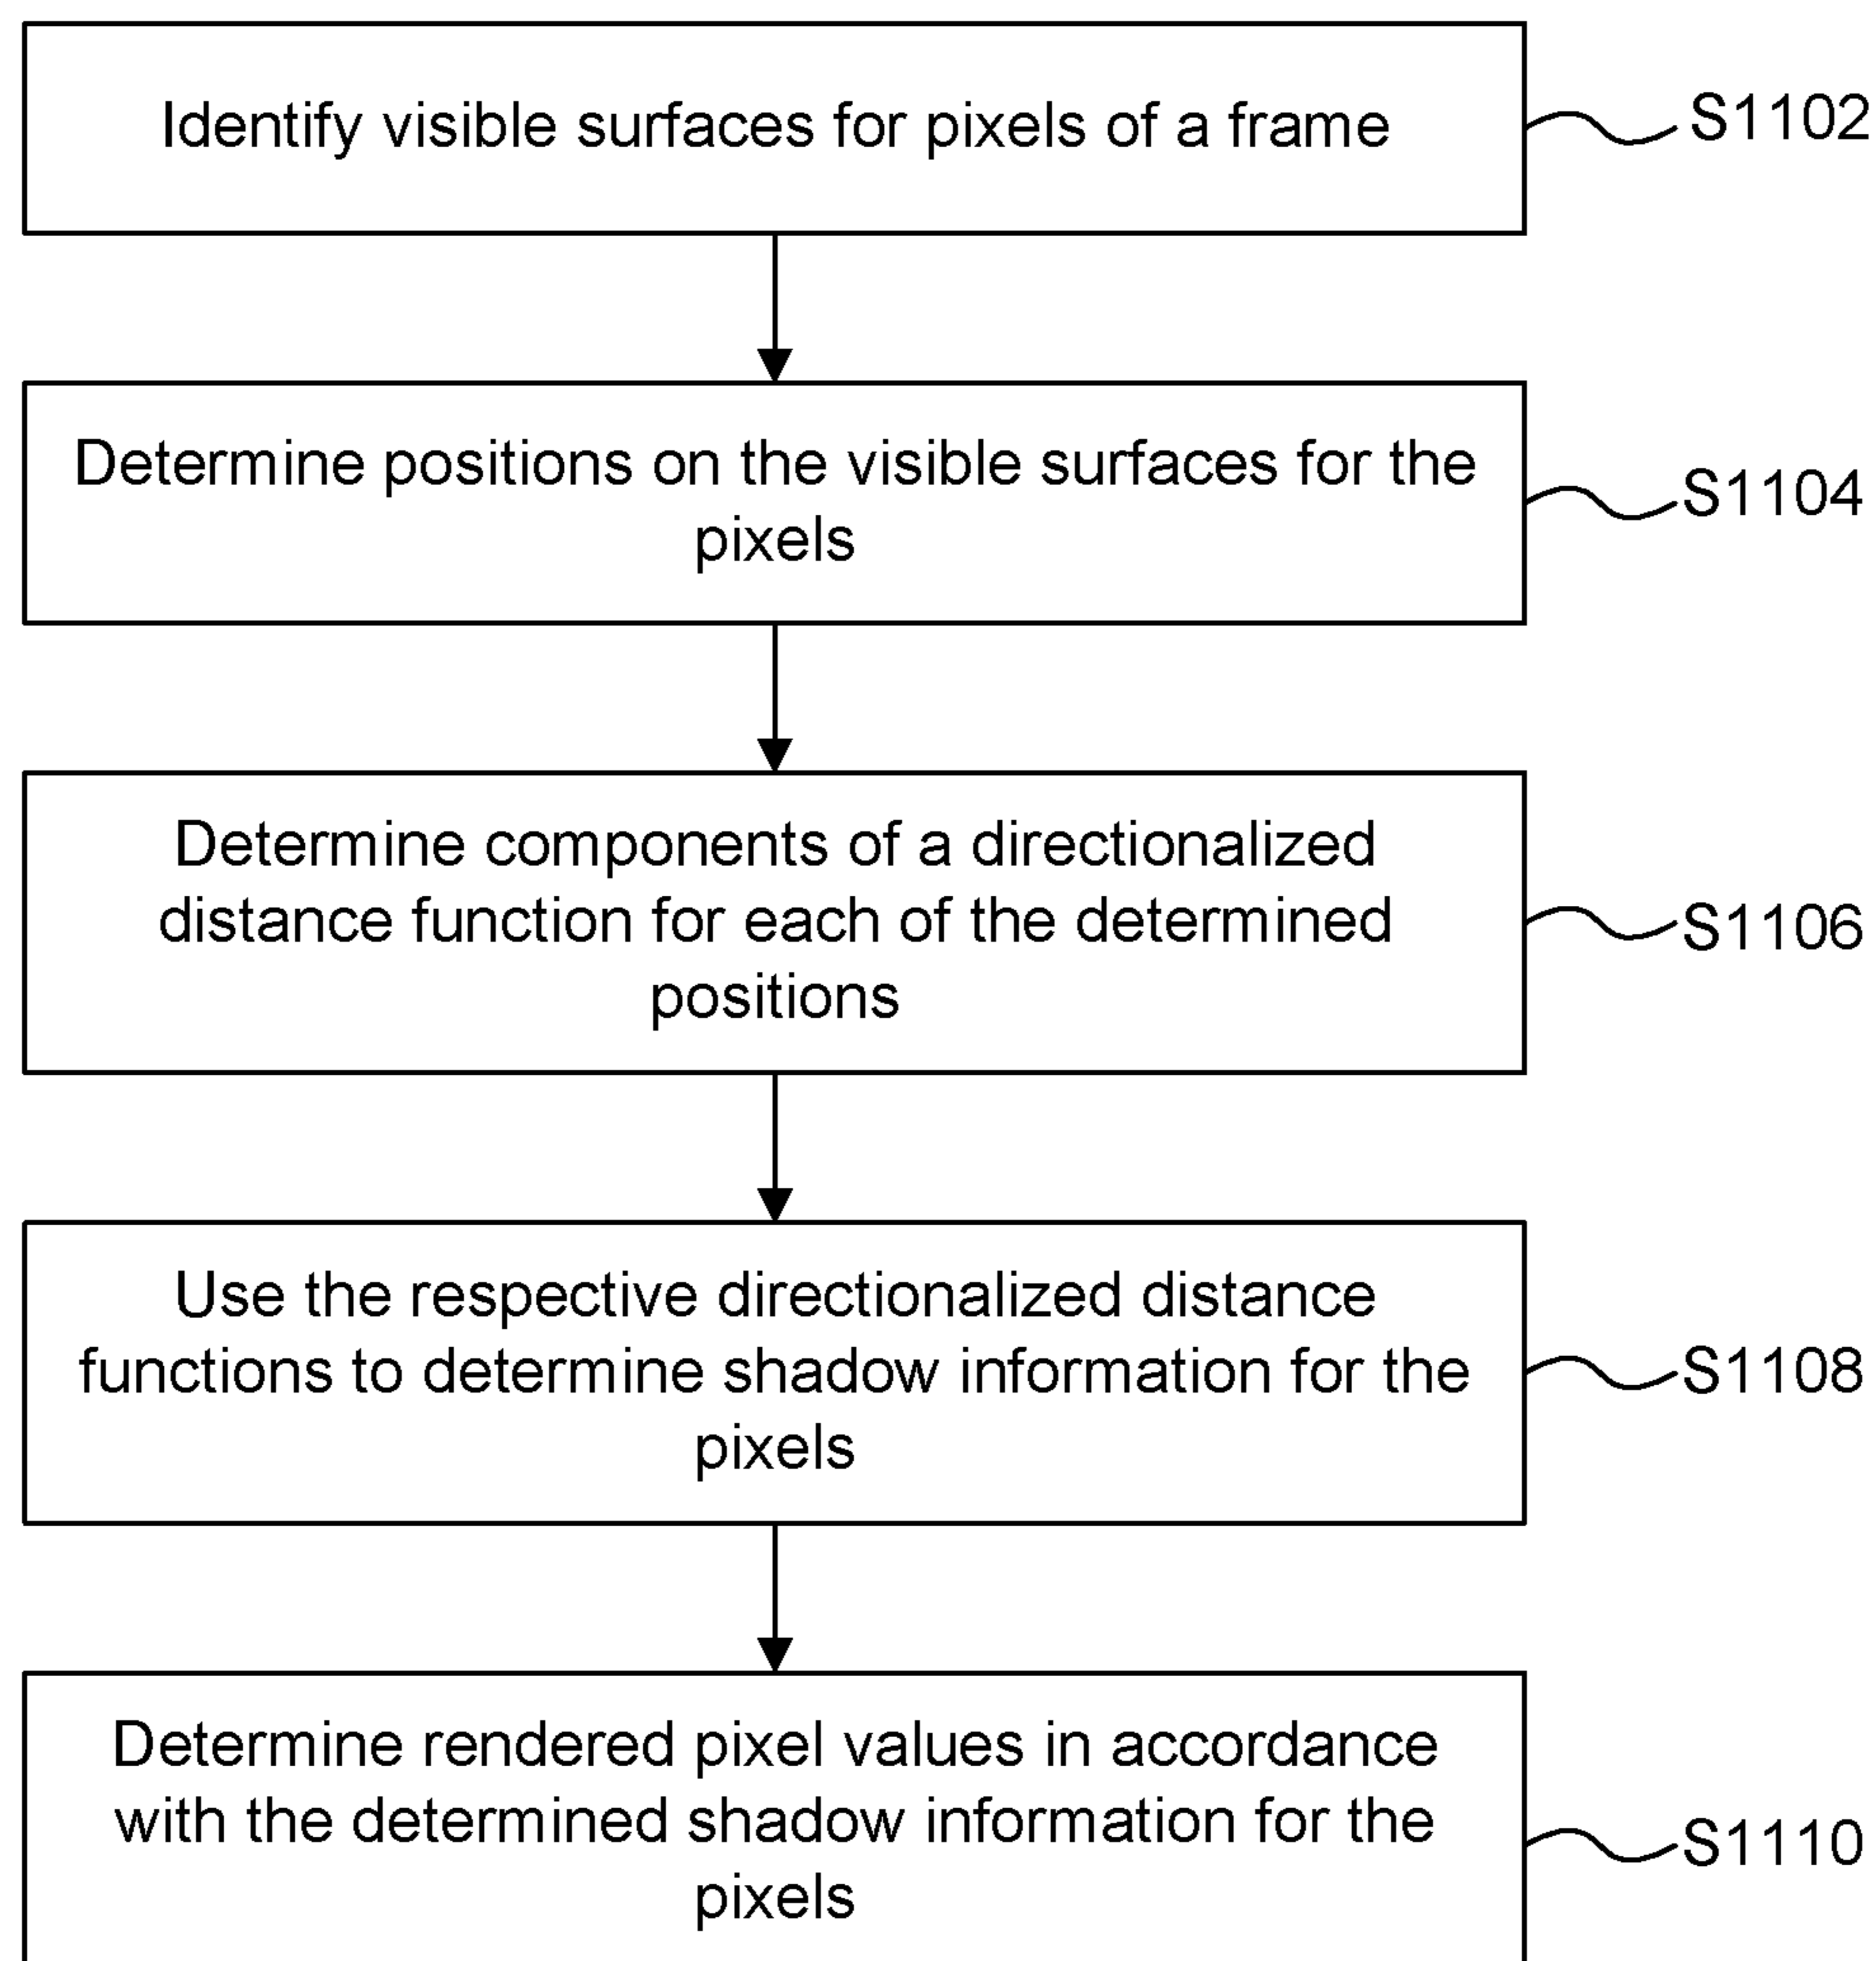 Identify visible surfaces for pixels of a frame
S1102
Determine positions on the visible surfaces for the
pixels
S1104
Determine components of a directionalized
distance function for each of the determined
positions
S1106
Use the respective directionalized distance
functions to determine shadow information for the
pixels
S1108
Determine rendered pixel values in accordance
with the determined shadow information for the
pixels
S1110